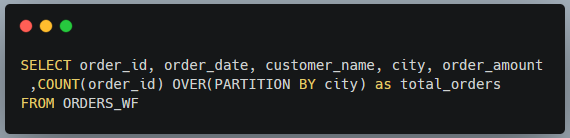 SELECT order_id, order_date, customer_name, city, order_amount
 ,COUNT(order_id) OVER(PARTITION BY city) as total_orders
FROM ORDERS_WF